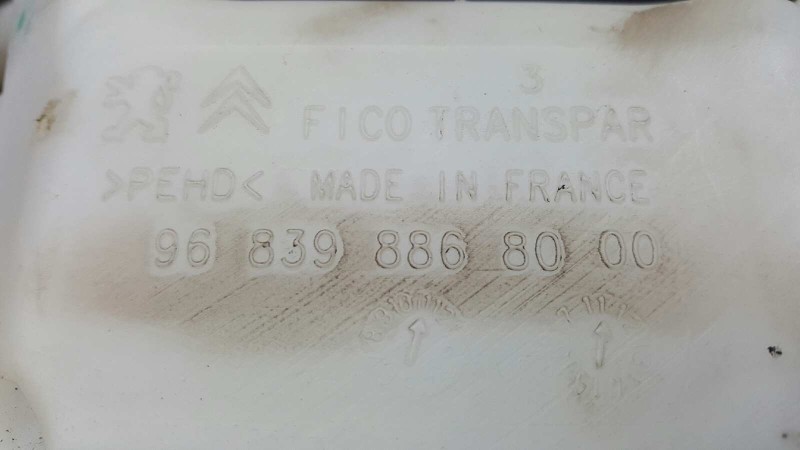 3
FICO TRANSPAR
>PEHD< MADE IN FRANCE
96 839 886 80 00